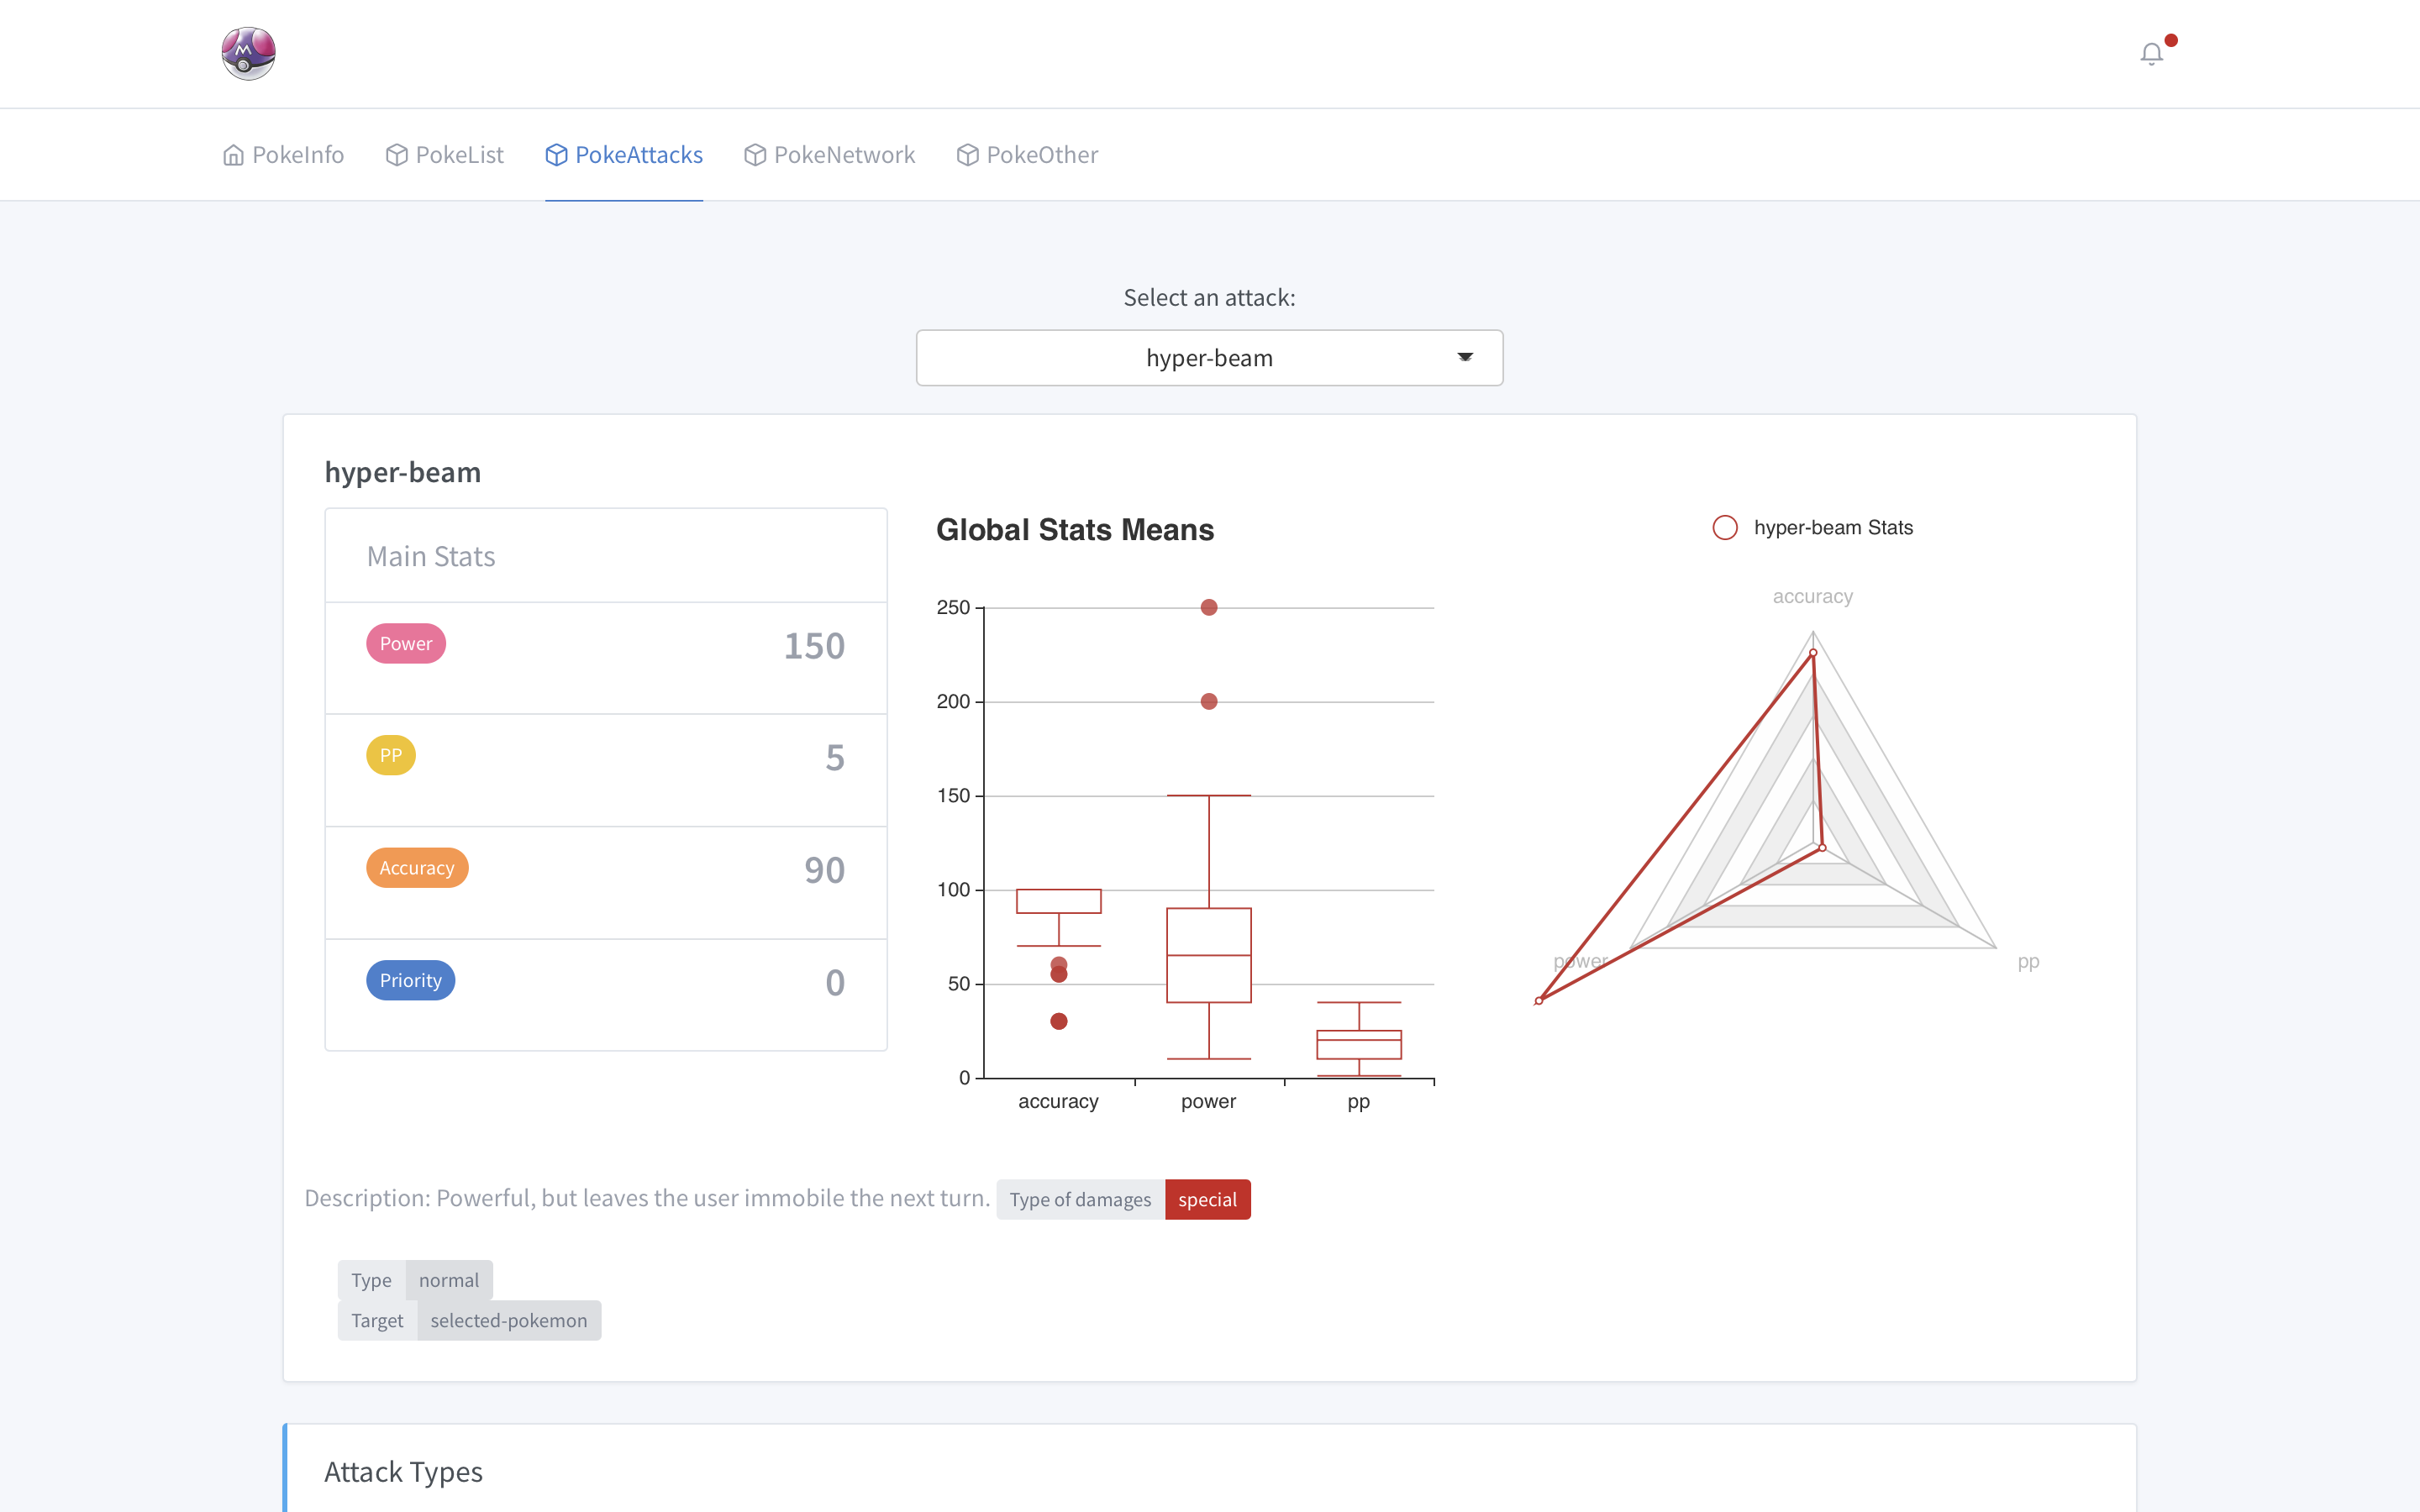 M
PokeInfo PokeList PokeAttacks PokeNetwork PokeOther
Select an attack:
hyper-beam
hyper-beam
Main Stats
Power 150
PP 5
Accuracy 90
Priority 0
Global Stats Means
250
200
150
100
50
0
accuracy power pp
hyper-beam Stats
accuracy
power
pp
Description: Powerful, but leaves the user immobile the next turn. Type of damages special
Type normal
Target selected-pokemon
Attack Types